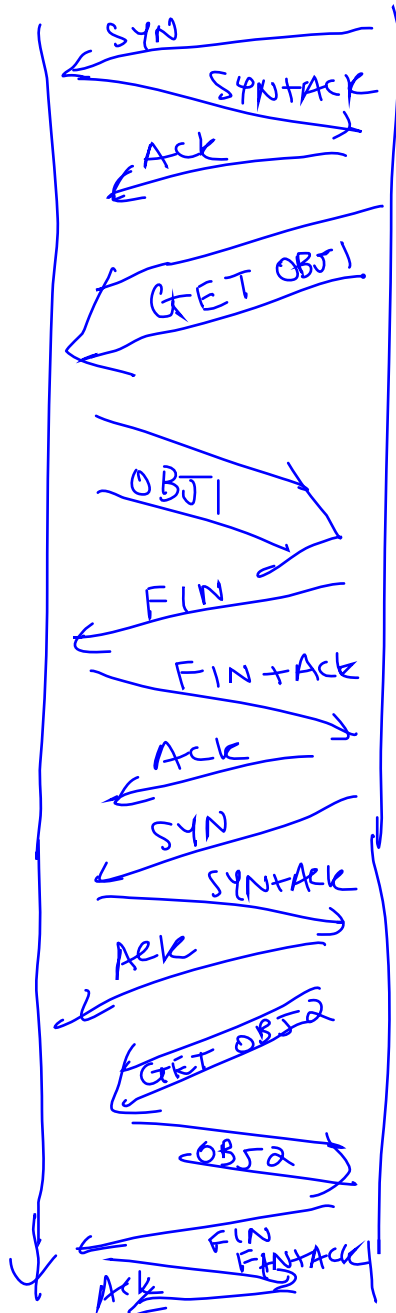 SYN
SYN+ACK
ACK
GET OBJ1
OBJ1
FIN
FIN+ACK
ACK
SYN
SYN+ACK
ACK
GET OBJ2
OBJ2
FIN
FIN+ACK
ACK